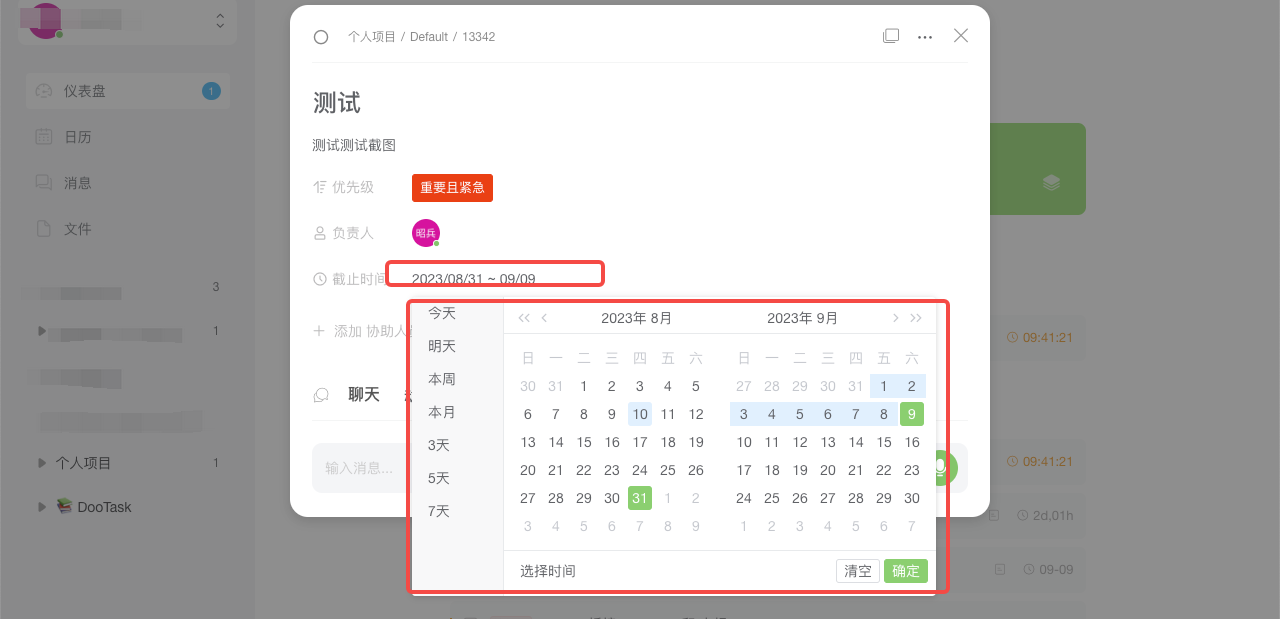 仪表盘 1
日历
消息
文件
3
1
个人项目 1
📚 DooTask
个人项目 / Default / 13342
测试
测试测试截图
优先级 重要且紧急
负责人 昭兵
截止时间 2023/08/31 ~ 09/09
+ 添加 协助人
聊天
输入消息...
今天
明天
本周
本月
3天
5天
7天
2023年 8月
日 一 二 三 四 五 六
30 31 1 2 3 4 5
6 7 8 9 10 11 12
13 14 15 16 17 18 19
20 21 22 23 24 25 26
27 28 29 30 31 1 2
3 4 5 6 7 8 9
2023年 9月
日 一 二 三 四 五 六
27 28 29 30 31 1 2
3 4 5 6 7 8 9
10 11 12 13 14 15 16
17 18 19 20 21 22 23
24 25 26 27 28 29 30
1 2 3 4 5 6 7
选择时间 清空 确定
09:41:21
09:41:21
2d,01h
09-09